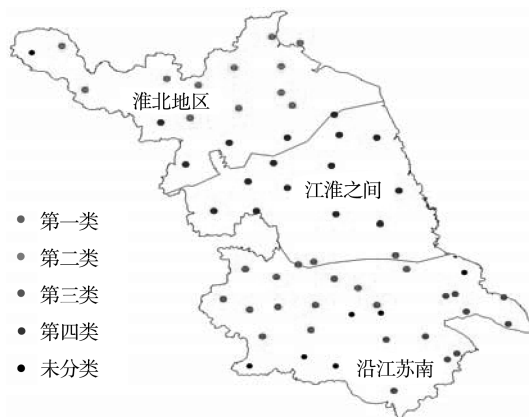 淮北地区
江淮之间
第一类
第二类
第三类
第四类
未分类
沿江苏南